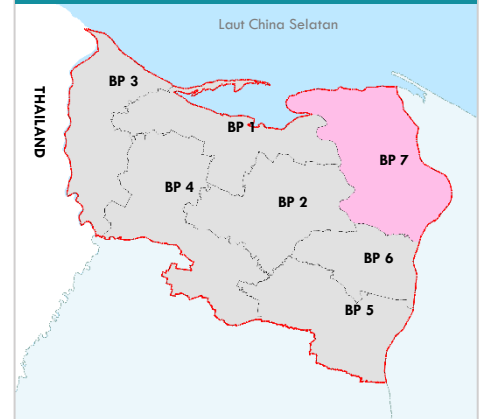 Laut China Selatan
BP 3
THAILAND
BP 1
BP 7
BP 4
BP 2
BP 6
BP 5